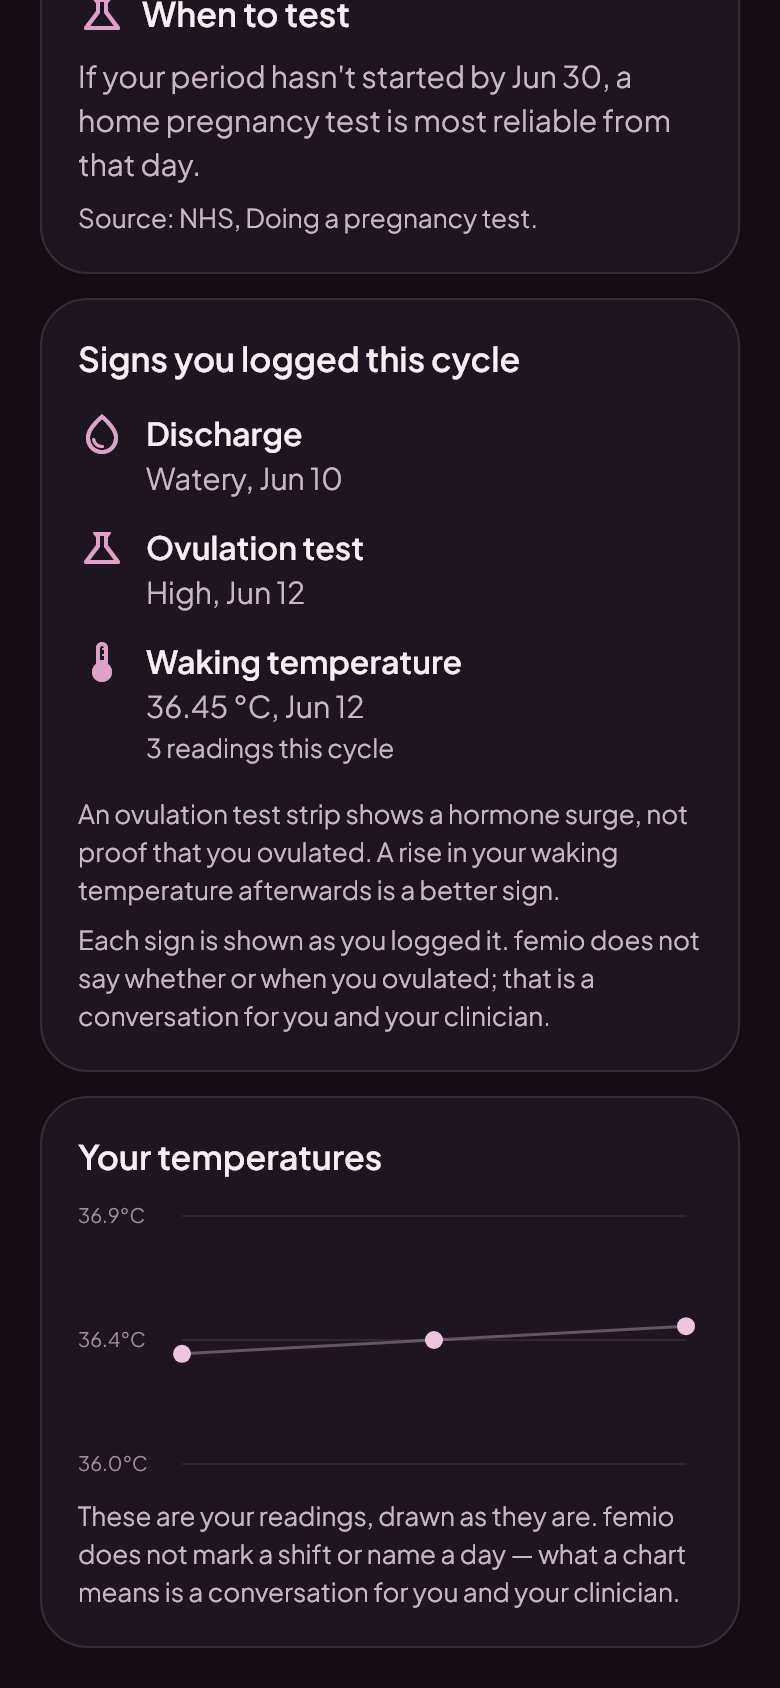 When to test
If your period hasn't started by Jun 30, a
home pregnancy test is most reliable from
that day.
Source: NHS, Doing a pregnancy test.
Signs you logged this cycle
Discharge
Watery, Jun 10
Ovulation test
High, Jun 12
Waking temperature
36.45 °C, Jun 12
3 readings this cycle
An ovulation test strip shows a hormone surge, not
proof that you ovulated. A rise in your waking
temperature afterwards is a better sign.
Each sign is shown as you logged it. femio does not
say whether or when you ovulated; that is a
conversation for you and your clinician.
Your temperatures
36.9°C
36.4°C
36.0°C
These are your readings, drawn as they are. femio
does not mark a shift or name a day — what a chart
means is a conversation for you and your clinician.